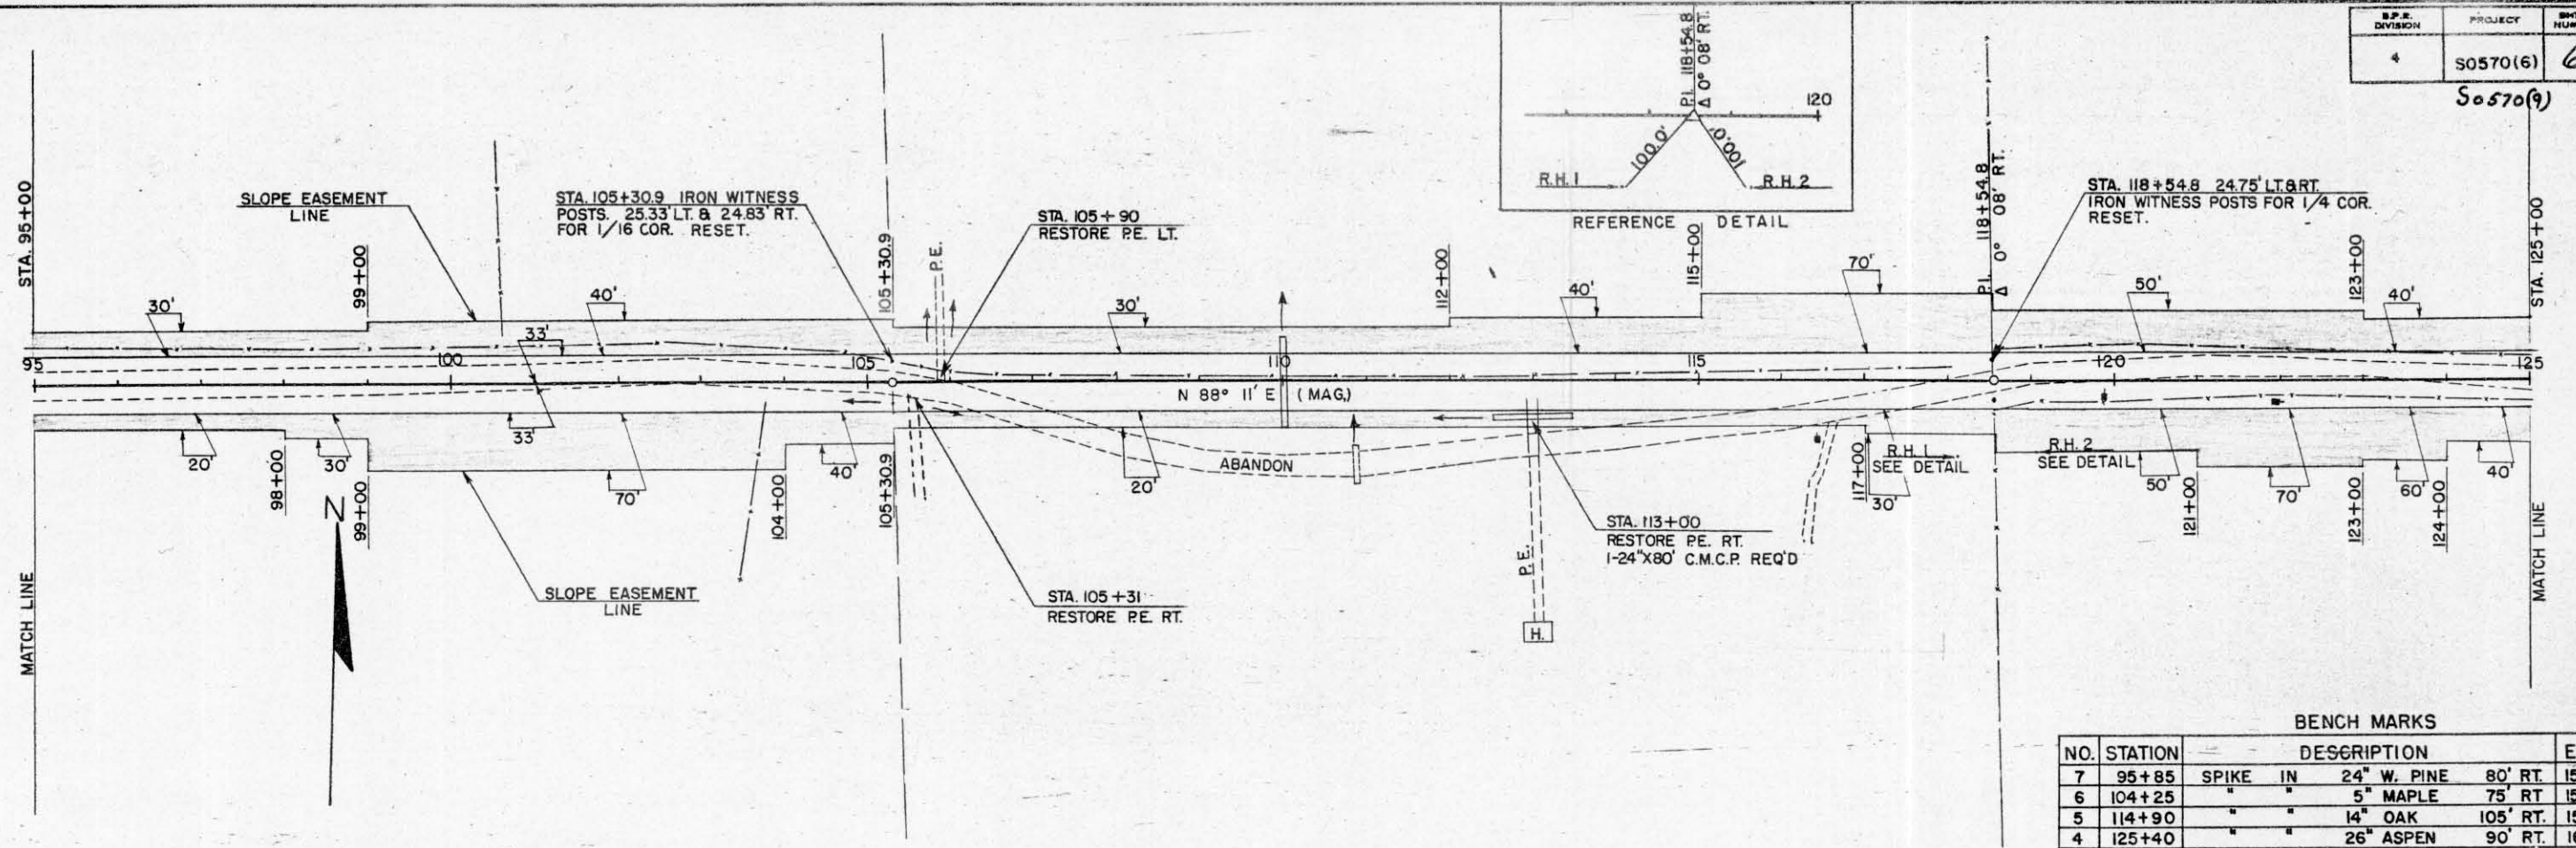 B.P.R. DIVISION PROJECT
4 S0570(6) 6
S0570(9)
P.I. 118+54.8
Δ 0° 08' RT.
120
100.0'
100.0'
R.H. 1
R.H. 2
REFERENCE DETAIL
STA. 95+00
SLOPE EASEMENT
LINE
STA. 105+30.9 IRON WITNESS
POSTS. 25.33' LT. & 24.83' RT.
FOR 1/16 COR. RESET.
STA. 105+90
RESTORE P.E. LT.
P.I. 118+54.8
Δ 0° 08' RT.
STA. 118+54.8 24.75' LT.&RT.
IRON WITNESS POSTS FOR 1/4 COR.
RESET.
STA. 125+00
99+00
105+30.9
P.E.
112+00
115+00
123+00
30'
40'
30'
40'
70'
50'
40'
33'
95
100
105
110
115
120
125
N 88° 11' E (MAG.)
33'
20'
30'
70'
40'
20'
30'
50'
70'
60'
40'
ABANDON
R.H. 1
SEE DETAIL
R.H. 2
SEE DETAIL
98+00
99+00
104+00
105+30.9
117+00
121+00
123+00
124+00
N
SLOPE EASEMENT
LINE
STA. 105+31
RESTORE P.E. RT.
STA. 113+00
RESTORE P.E. RT.
1-24"X80' C.M.C.P. REQ'D
P.E.
H.
MATCH LINE
MATCH LINE
BENCH MARKS
NO. STATION DESCRIPTION
7 95+85 SPIKE IN 24" W. PINE 80' RT.
6 104+25 " " 5" MAPLE 75' RT
5 114+90 " " 14" OAK 105' RT.
4 125+40 " " 26" ASPEN 90' RT.